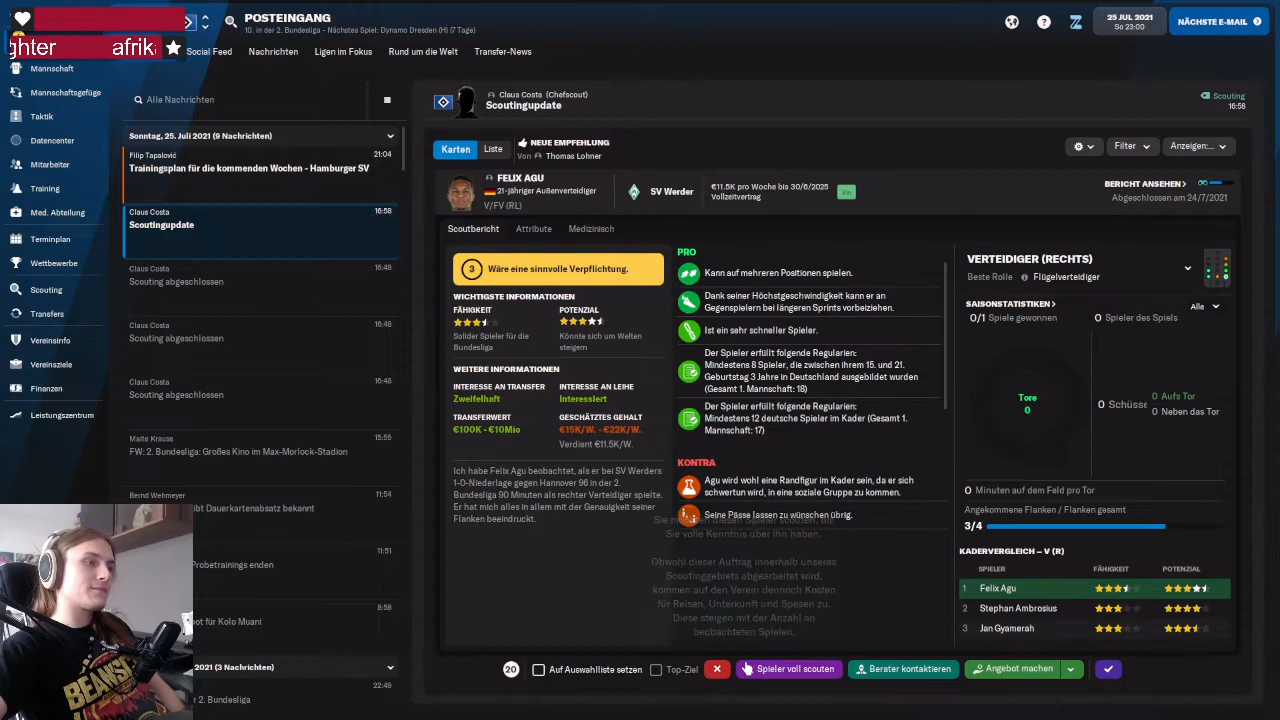 POSTEINGANG
10. in der 2. Bundesliga - Nächstes Spiel: Dynamo Dresden (H) (7 Tage)
25 JUL 2021
So 23:00
NÄCHSTE E-MAIL
ghter afrika
Social Feed
Nachrichten
Ligen im Fokus
Rund um die Welt
Transfer-News
Mannschaft
Mannschaftsgefüge
Taktik
Datencenter
Mitarbeiter
Training
Med. Abteilung
Terminplan
Wettbewerbe
Scouting
Transfers
Vereinsinfo
Vereinsziele
Finanzen
Leistungszentrum
Alle Nachrichten
Sonntag, 25. Juli 2021 (9 Nachrichten)
Filip Tapalović 21:04
Trainingsplan für die kommenden Wochen - Hamburger SV
Claus Costa 16:58
Scoutingupdate
Claus Costa 16:48
Scouting abgeschlossen
Claus Costa 16:48
Scouting abgeschlossen
Claus Costa 16:48
Scouting abgeschlossen
Malte Krause 15:55
FW: 2. Bundesliga: Großes Kino im Max-Morlock-Stadion
Bernd Wehmeyer 11:54
ibt Dauerkartenabsatz bekannt
11:51
Probetrainings enden
8:58
ot für Kolo Muani
2021 (3 Nachrichten)
22:49
r 2. Bundesliga
Claus Costa (Chefscout)
Scoutingupdate
Scouting
16:58
Karten
Liste
NEUE EMPFEHLUNG
Von Thomas Lohner
Filter
Anzeigen:...
FELIX AGU
21-jähriger Außenverteidiger
V/FV (RL)
SV Werder
€11.5K pro Woche bis 30/6/2025
Vollzeitvertrag
Vin
BERICHT ANSEHEN
Abgeschlossen am 24/7/2021
Scoutbericht
Attribute
Medizinisch
3 Wäre eine sinnvolle Verpflichtung.
WICHTIGSTE INFORMATIONEN
FÄHIGKEIT
Solider Spieler für die
Bundesliga
POTENZIAL
Könnte sich um Welten
steigern
WEITERE INFORMATIONEN
INTERESSE AN TRANSFER
Zweifelhaft
INTERESSE AN LEIHE
Interessiert
TRANSFERWERT
€100K - €10Mio
GESCHÄTZTES GEHALT
€15K/W. - €22K/W.
Verdient €11.5K/W.
Ich habe Felix Agu beobachtet, als er bei SV Werders
1-0-Niederlage gegen Hannover 96 in der 2.
Bundesliga 90 Minuten als rechter Verteidiger spielte.
Er hat mich alles in allem mit der Genauigkeit seiner
Flanken beeindruckt.
PRO
Kann auf mehreren Positionen spielen.
Dank seiner Höchstgeschwindigkeit kann er an
Gegenspielern bei längeren Sprints vorbeiziehen.
Ist ein sehr schneller Spieler.
Der Spieler erfüllt folgende Regularien:
Mindestens 8 Spieler, die zwischen ihrem 15. und 21.
Geburtstag 3 Jahre in Deutschland ausgebildet wurden
(Gesamt 1. Mannschaft: 18)
Der Spieler erfüllt folgende Regularien:
Mindestens 12 deutsche Spieler im Kader (Gesamt 1.
Mannschaft: 17)
KONTRA
Agu wird wohl eine Randfigur im Kader sein, da er sich
schwertun wird, in eine soziale Gruppe zu kommen.
Seine Pässe lassen zu wünschen übrig.
Sie diesen Spieler scouten, bis
Sie volle Kenntnis über ihn haben.
Obwohl dieser Auftrag innerhalb unseres
Scoutinggebiets abgearbeitet wird,
kommen auf den Verein dennoch Kosten
für Reisen, Unterkunft und Spesen zu.
Diese steigen mit der Anzahl an
beobachteten Spielen.
VERTEIDIGER (RECHTS)
Beste Rolle Flügelverteidiger
SAISONSTATISTIKEN
Alle
0/1 Spiele gewonnen
0 Spieler des Spiels
Tore
0
0 Schüsse
0 Aufs Tor
0 Neben das Tor
0 Minuten auf dem Feld pro Tor
Angekommene Flanken / Flanken gesamt
3/4
KADERVERGLEICH – V (R)
SPIELER FÄHIGKEIT POTENZIAL
1 Felix Agu
2 Stephan Ambrosius
3 Jan Gyamerah
20
Auf Auswahlliste setzen
Top-Ziel
Spieler voll scouten
Berater kontaktieren
Angebot machen